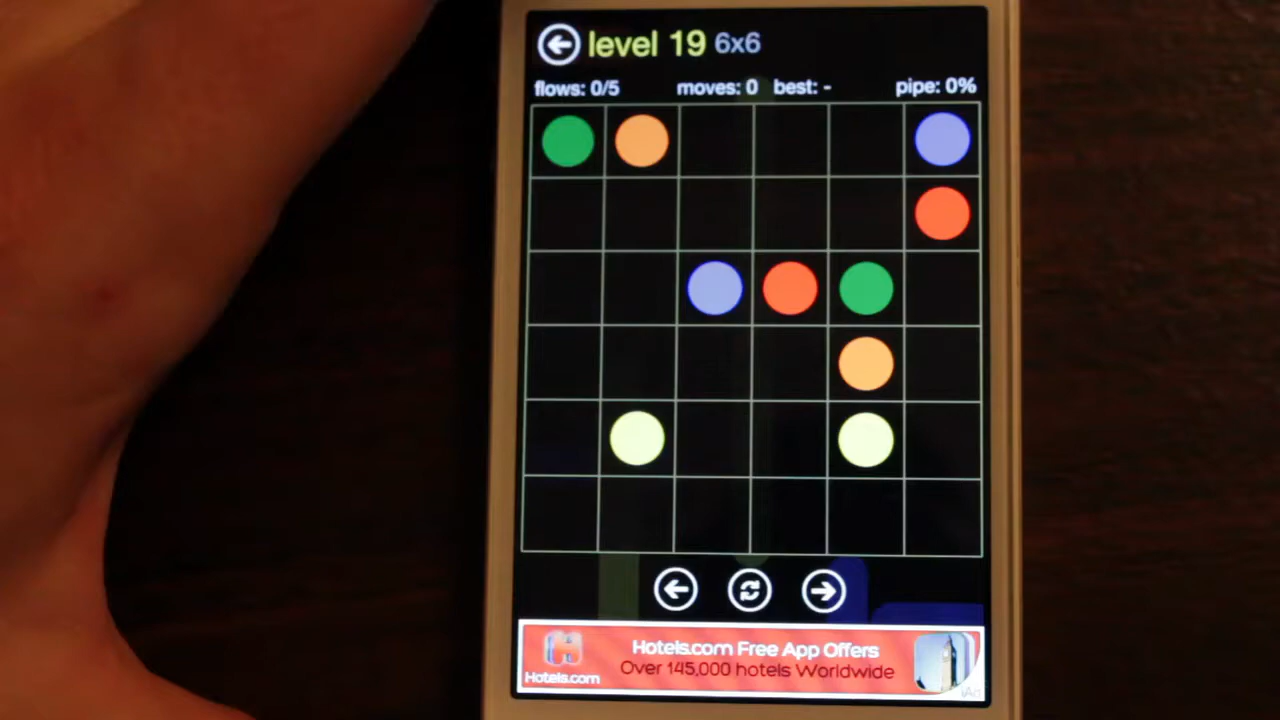 level 19 6x6
flows: 0/5 moves: 0 best: - pipe: 0%
Hotels.com Free App Offers
Over 145,000 hotels Worldwide
H
Hotels.com
iAd